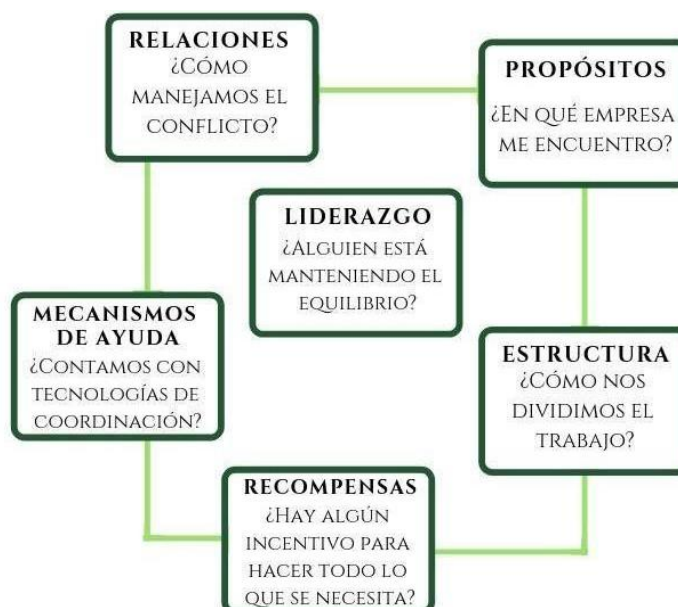 RELACIONES
¿CÓMO
MANEJAMOS EL
CONFLICTO?
PROPÓSITOS
¿EN QUÉ EMPRESA
ME ENCUENTRO?
LIDERAZGO
¿ALGUIEN ESTÁ
MANTENIENDO EL
EQUILIBRIO?
MECANISMOS
DE AYUDA
¿CONTAMOS CON
TECNOLOGÍAS DE
COORDINACIÓN?
ESTRUCTURA
¿CÓMO NOS
DIVIDIMOS EL
TRABAJO?
RECOMPENSAS
¿HAY ALGÚN
INCENTIVO PARA
HACER TODO LO
QUE SE NECESITA?